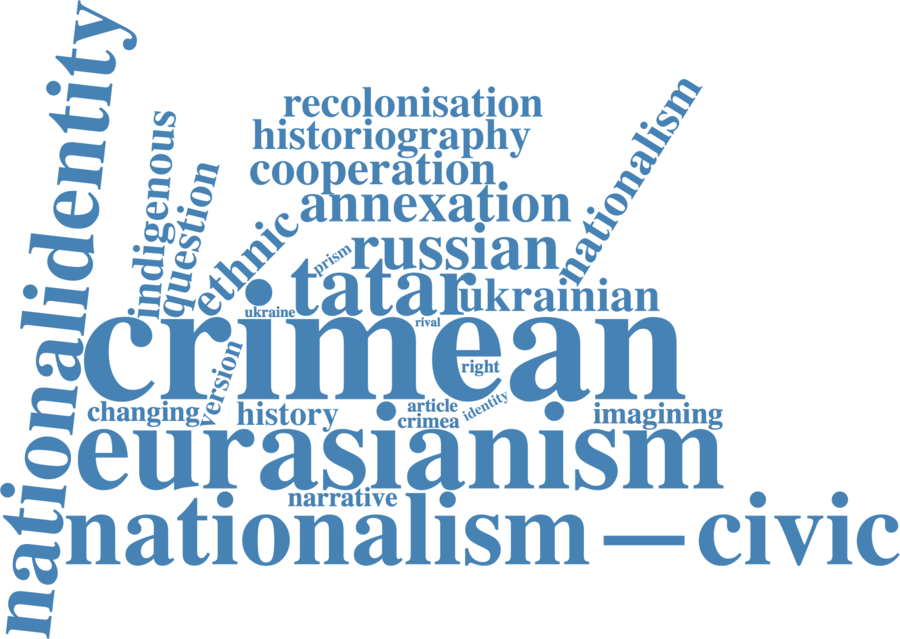 nationalidentity
indigenous
question
recolonisation
historiography
cooperation
annexation
nationalism
ethnic
prism
russian
tatar
ukrainian
ukraine
rival
crimean
version
right
changing
history
article
crimea
identity
imagining
eurasianism
narrative
nationalism—civic